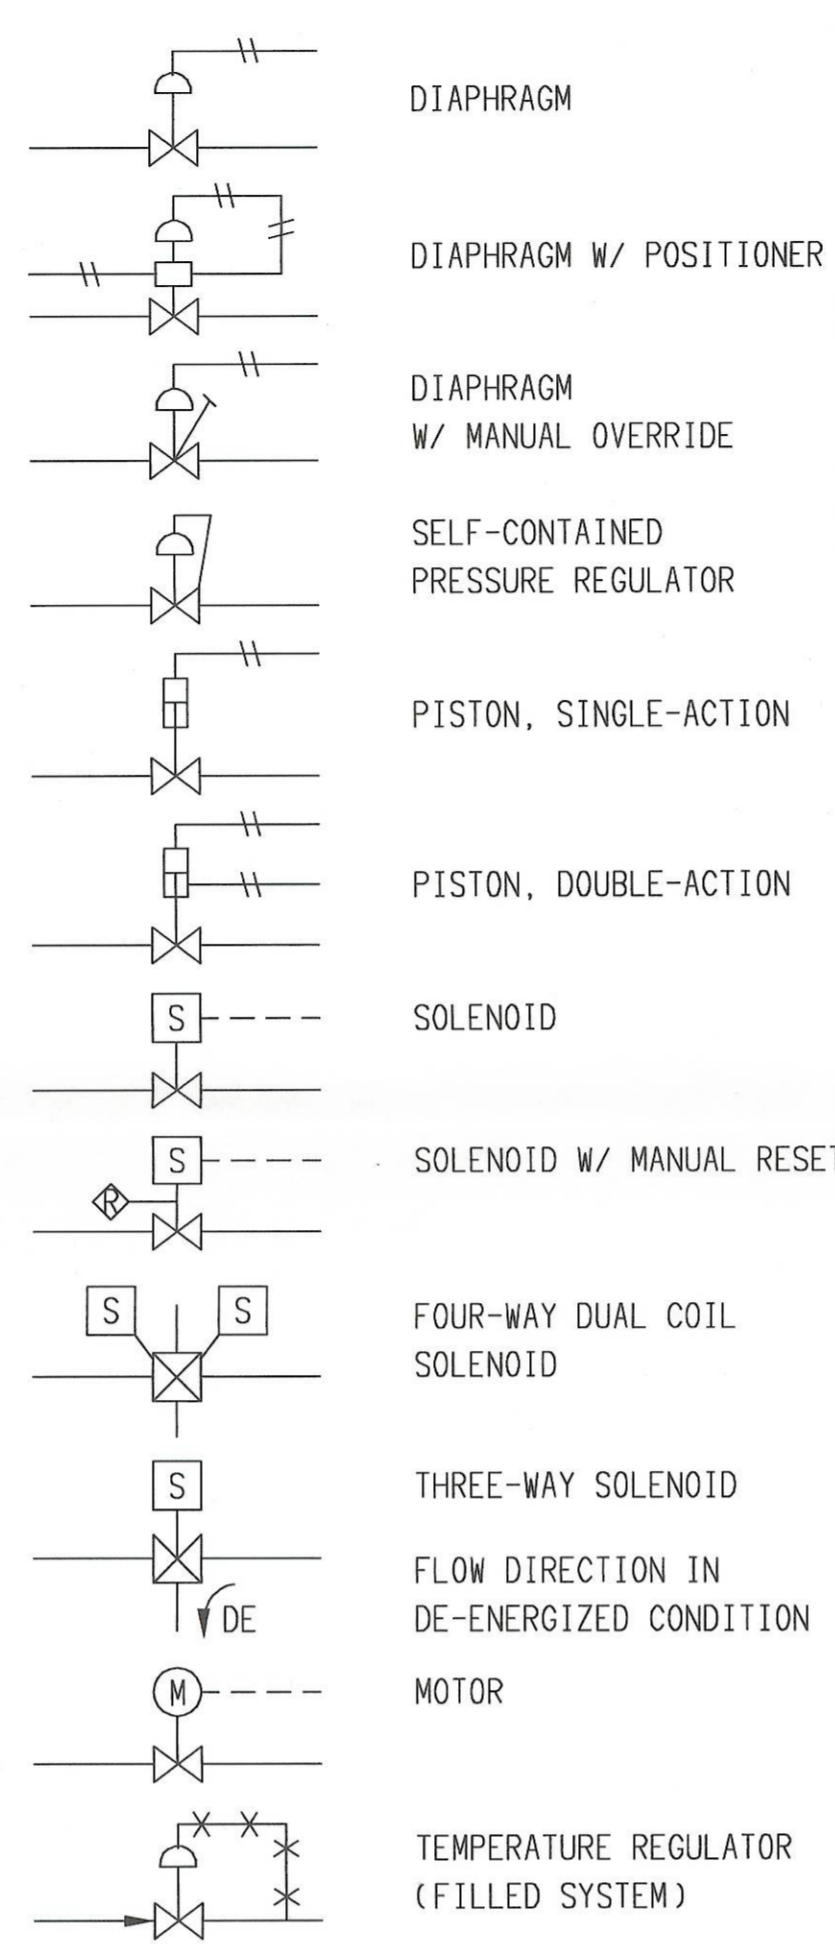 DIAPHRAGM
DIAPHRAGM W/ POSITIONER
DIAPHRAGM
W/ MANUAL OVERRIDE
SELF-CONTAINED
PRESSURE REGULATOR
PISTON, SINGLE-ACTION
PISTON, DOUBLE-ACTION
S
SOLENOID
S
SOLENOID W/ MANUAL RESET
R
S S
FOUR-WAY DUAL COIL
SOLENOID
S
THREE-WAY SOLENOID
FLOW DIRECTION IN
DE-ENERGIZED CONDITION
DE
M
MOTOR
TEMPERATURE REGULATOR
(FILLED SYSTEM)